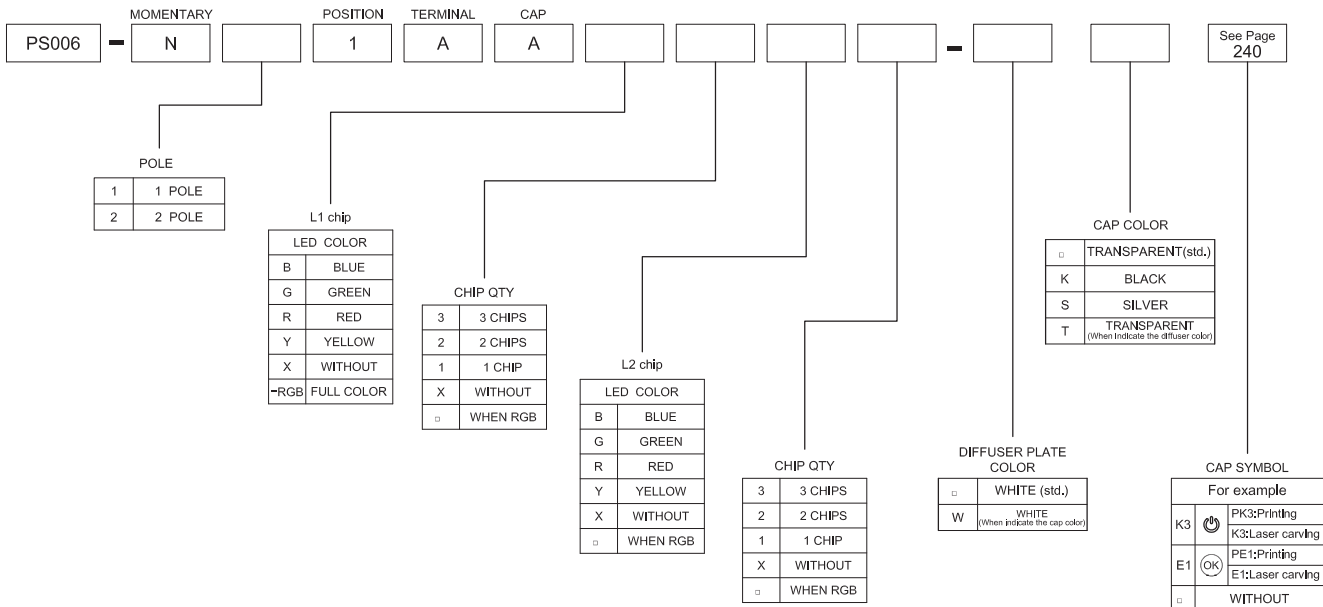 MOMENTARY POSITION TERMINAL CAP
PS006 - N 1 A A - See Page 240
POLE
1 1 POLE
2 2 POLE
L1 chip
LED COLOR
B BLUE
G GREEN
R RED
Y YELLOW
X WITHOUT
-RGB FULL COLOR
CHIP QTY
3 3 CHIPS
2 2 CHIPS
1 1 CHIP
X WITHOUT
□ WHEN RGB
L2 chip
LED COLOR
B BLUE
G GREEN
R RED
Y YELLOW
X WITHOUT
□ WHEN RGB
CHIP QTY
3 3 CHIPS
2 2 CHIPS
1 1 CHIP
X WITHOUT
□ WHEN RGB
DIFFUSER PLATE
COLOR
□ WHITE (std.)
W WHITE
(When indicate the cap color)
CAP COLOR
□ TRANSPARENT(std.)
K BLACK
S SILVER
T TRANSPARENT
(When Indicate the diffuser color)
CAP SYMBOL
For example
K3 PK3:Printing
K3:Laser carving
E1 OK PE1:Printing
E1:Laser carving
□ WITHOUT